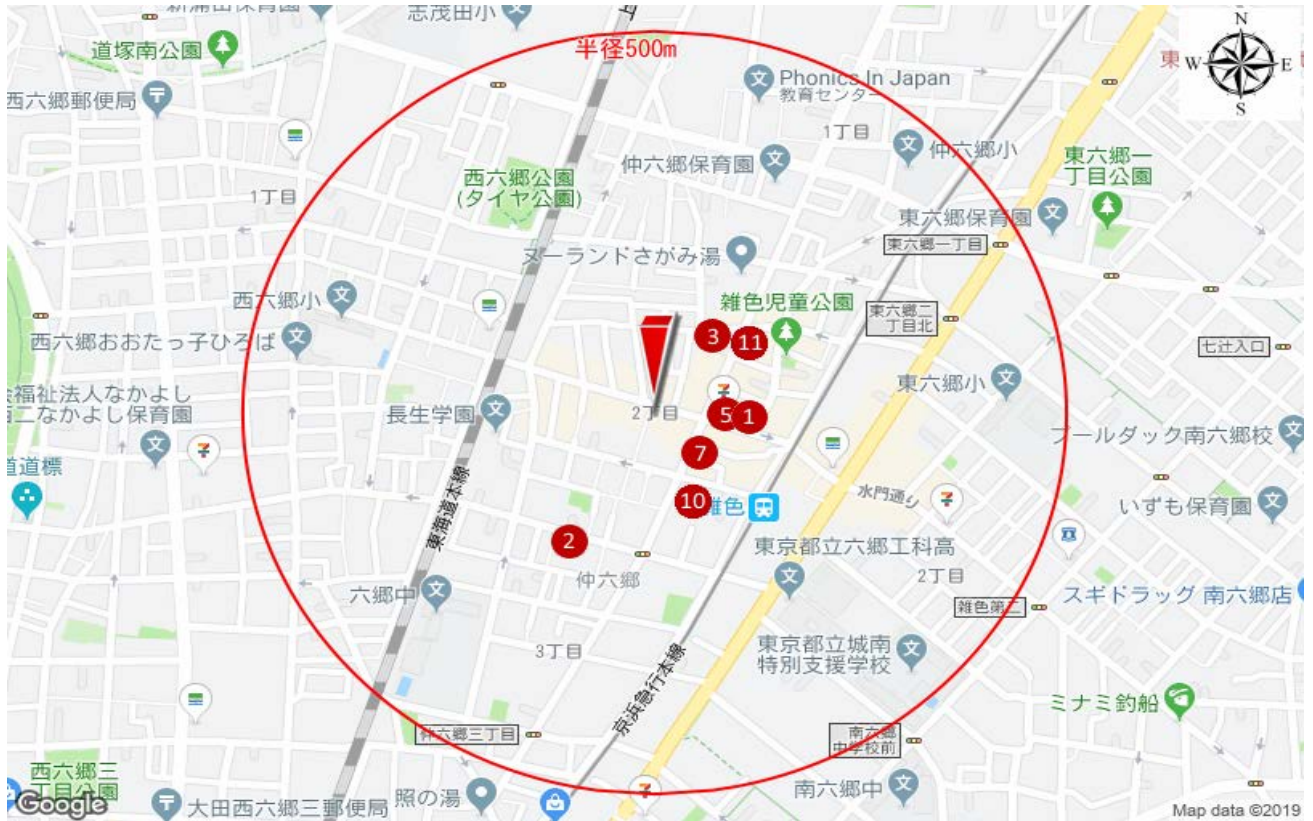 志茂田小
道塚南公園
半径500m
N
W
E
S
東
西六郷郵便局
Phonics In Japan
教育センター
1丁目
仲六郷保育園
仲六郷小
東六郷一
丁目公園
西六郷公園
(タイヤ公園)
1丁目
東六郷保育園
東六郷一丁目
ヌーランドさがみ湯
西六郷小
雑色児童公園
東六郷二
丁目北
西六郷おおたっ子ひろば
3
11
七辻入口
東六郷小
福祉法人なかよし
二なかよし保育園
長生学園
2丁目
5
1
プールダック南六郷校
7
道標
東海道本線
10
雑色
水門通り
いずも保育園
2
東京都立六郷工科高
仲六郷
2丁目
六郷中
雑色第二
スギドラッグ 南六郷店
3丁目
京浜急行本線
東京都立城南
特別支援学校
ミナミ釣船
仲六郷三丁目
南六郷
中学校前
西六郷三
丁目公園
Google
大田西六郷三郵便局
照の湯
南六郷中
Map data ©2019